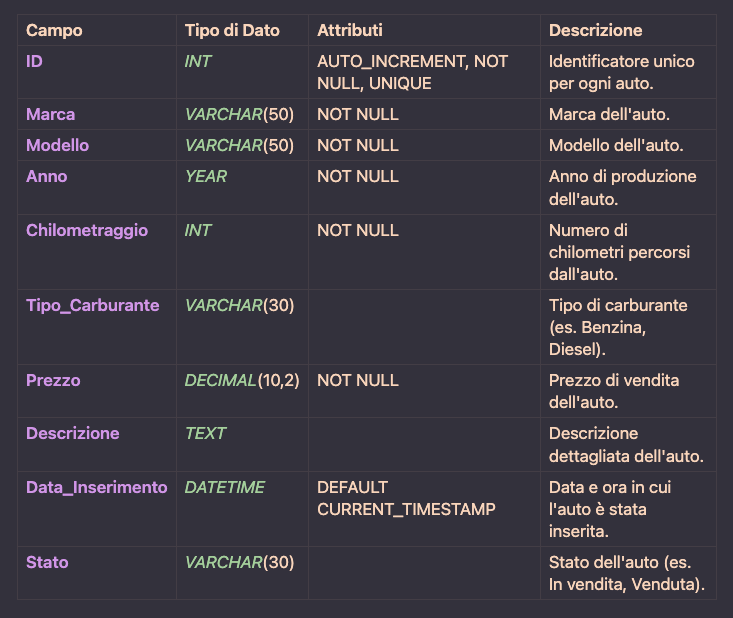 Campo Tipo di Dato Attributi Descrizione
ID INT AUTO_INCREMENT, NOT NULL, UNIQUE Identificatore unico per ogni auto.
Marca VARCHAR(50) NOT NULL Marca dell'auto.
Modello VARCHAR(50) NOT NULL Modello dell'auto.
Anno YEAR NOT NULL Anno di produzione dell'auto.
Chilometraggio INT NOT NULL Numero di chilometri percorsi dall'auto.
Tipo_Carburante VARCHAR(30) Tipo di carburante (es. Benzina, Diesel).
Prezzo DECIMAL(10,2) NOT NULL Prezzo di vendita dell'auto.
Descrizione TEXT Descrizione dettagliata dell'auto.
Data_Inserimento DATETIME DEFAULT CURRENT_TIMESTAMP Data e ora in cui l'auto è stata inserita.
Stato VARCHAR(30) Stato dell'auto (es. In vendita, Venduta).